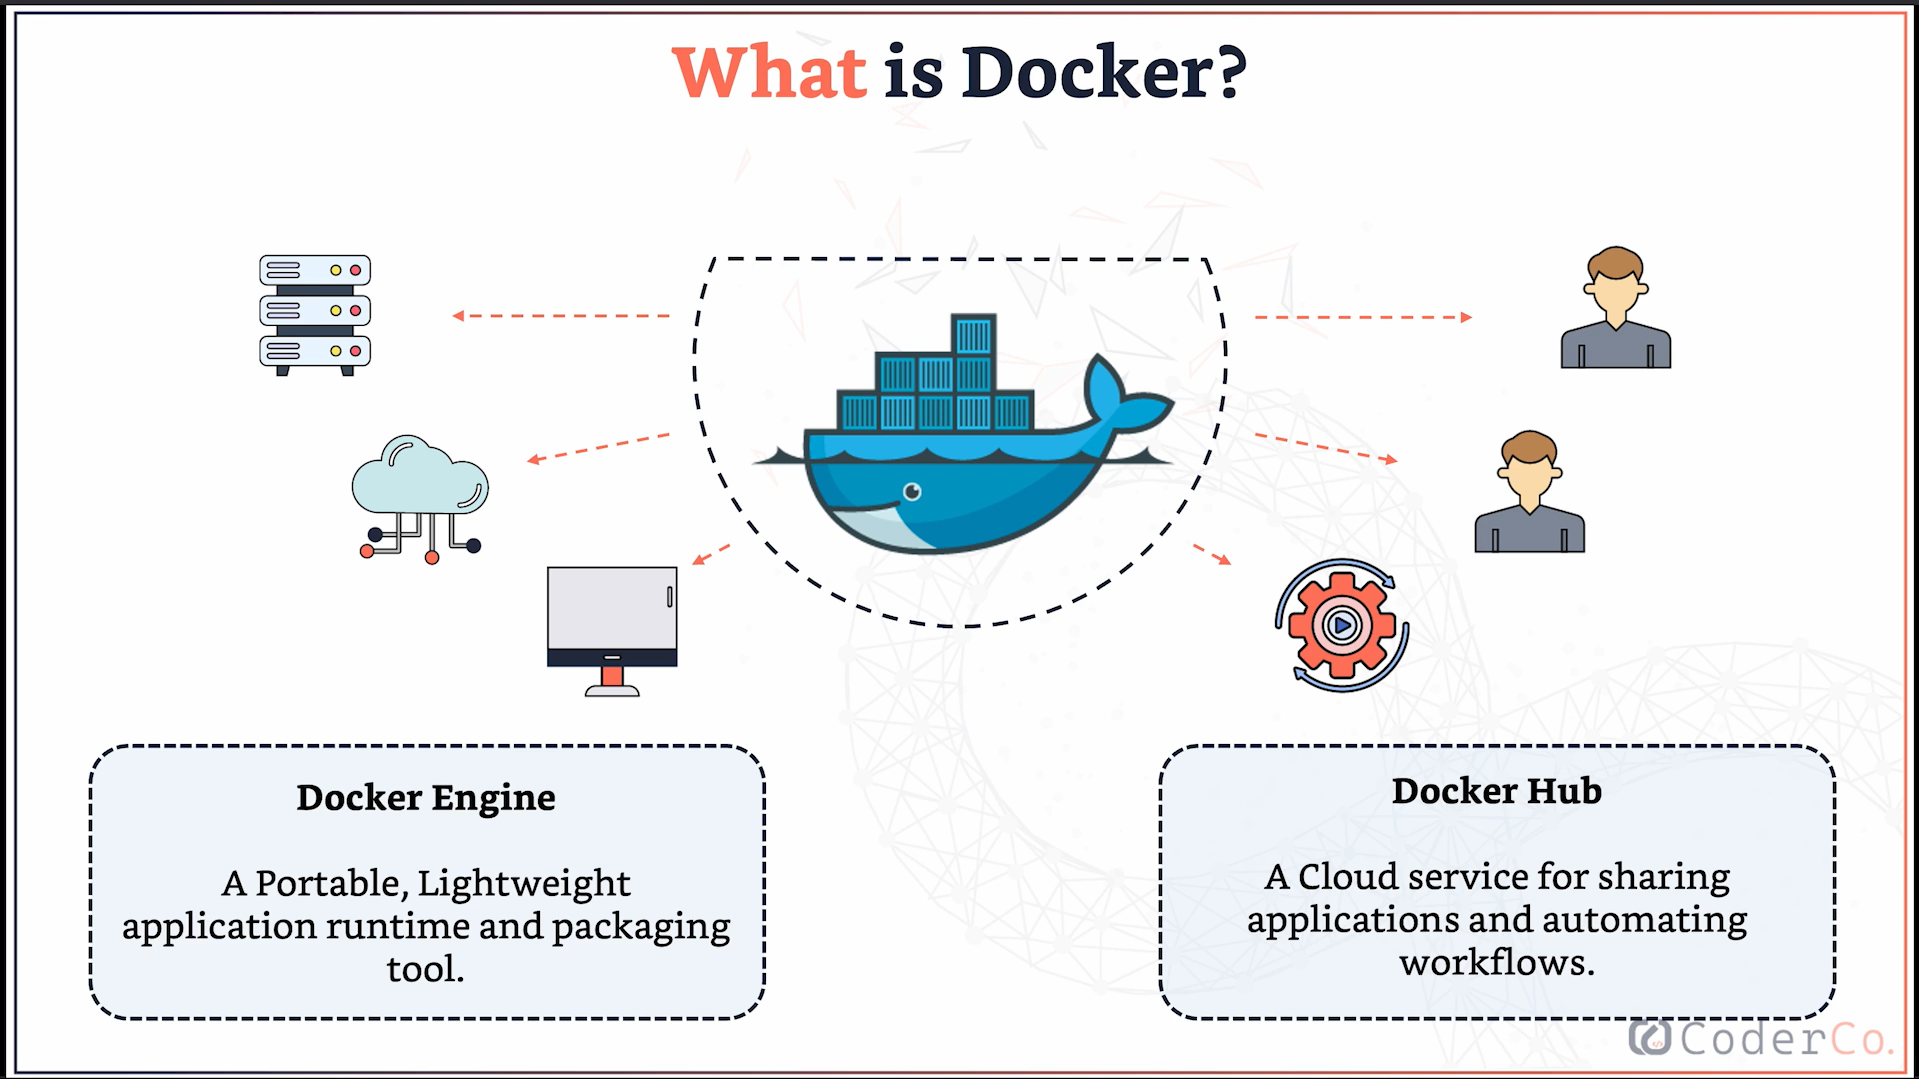 What is Docker?
Docker Engine
A Portable, Lightweight
application runtime and packaging
tool.
Docker Hub
A Cloud service for sharing
applications and automating
workflows.
CoderCo.